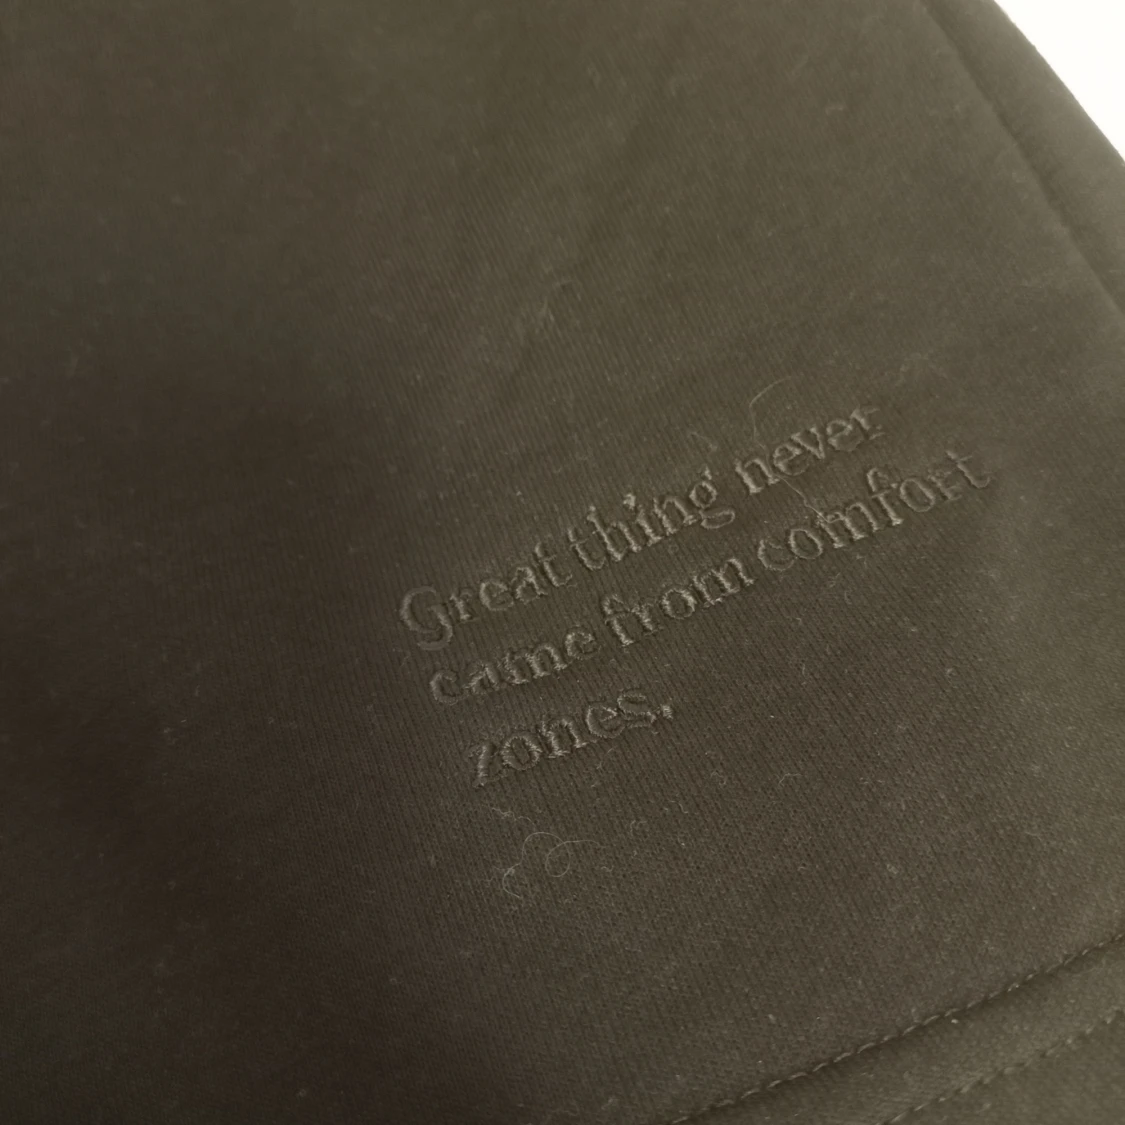 Great thing never
came from comfort
zones.